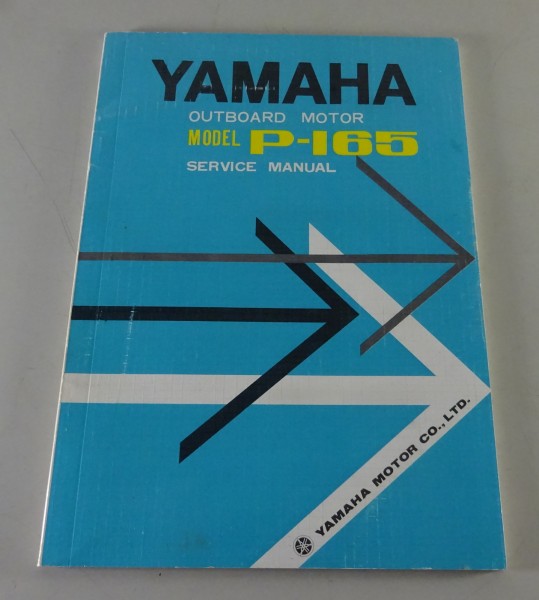 YAMAHA
OUTBOARD MOTOR
MODEL P-165
SERVICE MANUAL
YAMAHA MOTOR CO., LTD.